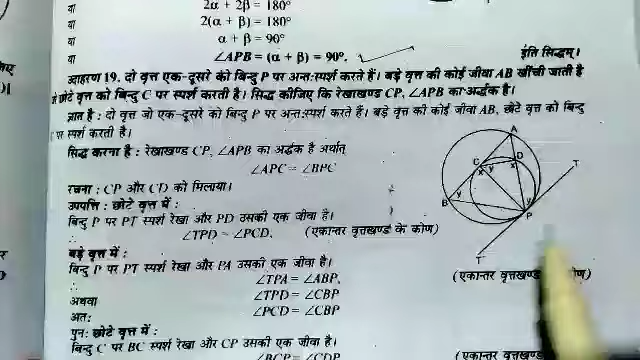 या 2α + 2β = 180°
या 2(α + β) = 180°
या α + β = 90°
या ∠APB = (α + β) = 90°. इति सिद्धम्।
उदाहरण 19. दो वृत्त एक-दूसरे को बिन्दु P पर अन्तःस्पर्श करते हैं। बड़े वृत्त की कोई जीवा AB खींची जाती है
जो छोटे वृत्त को बिन्दु C पर स्पर्श करती है। सिद्ध कीजिए कि रेखाखण्ड CP, ∠APB का अर्द्धक है।
ज्ञात है : दो वृत्त जो एक-दूसरे को बिन्दु P पर अन्तःस्पर्श करते हैं। बड़े वृत्त की कोई जीवा AB, छोटे वृत्त को बिन्दु
C पर स्पर्श करती है।
सिद्ध करना है : रेखाखण्ड CP, ∠APB का अर्द्धक है अर्थात्
∠APC = ∠BPC
रचना : CP और CD को मिलाया।
उपपत्ति : छोटे वृत्त में :
बिन्दु P पर PT स्पर्श रेखा और PD उसकी एक जीवा है।
∴ ∠TPD = ∠PCD, (एकान्तर वृत्तखण्ड के कोण)
बड़े वृत्त में :
बिन्दु P पर PT स्पर्श रेखा और PA उसकी एक जीवा है।
∴ ∠TPA = ∠ABP, (एकान्तर वृत्तखण्ड कोण)
अथवा ∠TPD = ∠CBP
अतः ∠PCD = ∠CBP
पुनः छोटे वृत्त में :
बिन्दु C पर BC स्पर्श रेखा और CP उसकी एक जीवा है।
∠BCP = ∠CDP
A
C
D
x
y
x
B
y
y
P
T
T'